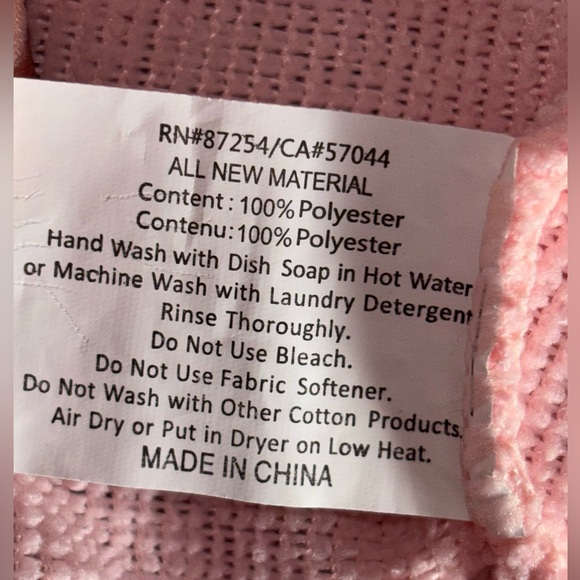 RN#87254/CA#57044
ALL NEW MATERIAL
Content: 100% Polyester
Contenu: 100% Polyester
Hand Wash with Dish Soap in Hot Water
or Machine Wash with Laundry Detergent
Rinse Thoroughly.
Do Not Use Bleach.
Do Not Use Fabric Softener.
Do Not Wash with Other Cotton Products.
Air Dry or Put in Dryer on Low Heat.
MADE IN CHINA